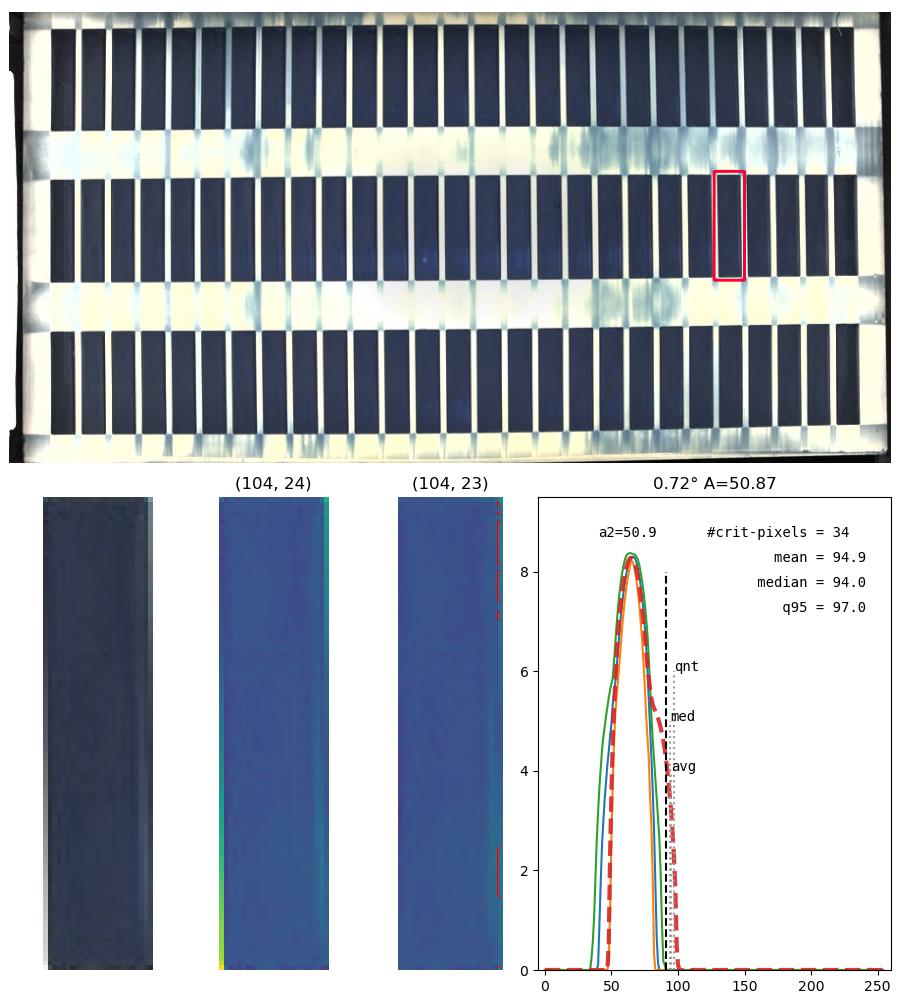 (104, 24)
(104, 23)
0.72° A=50.87
a2=50.9
#crit-pixels = 34
mean = 94.9
median = 94.0
q95 = 97.0
qnt
med
avg
8
6
4
2
0
0 50 100 150 200 250